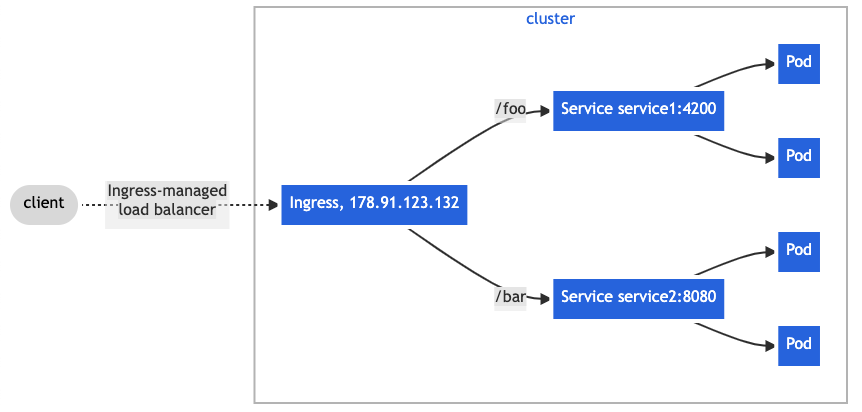 cluster
client
Ingress-managed
load balancer
Ingress, 178.91.123.132
/foo
Service service1:4200
Pod
Pod
/bar
Service service2:8080
Pod
Pod